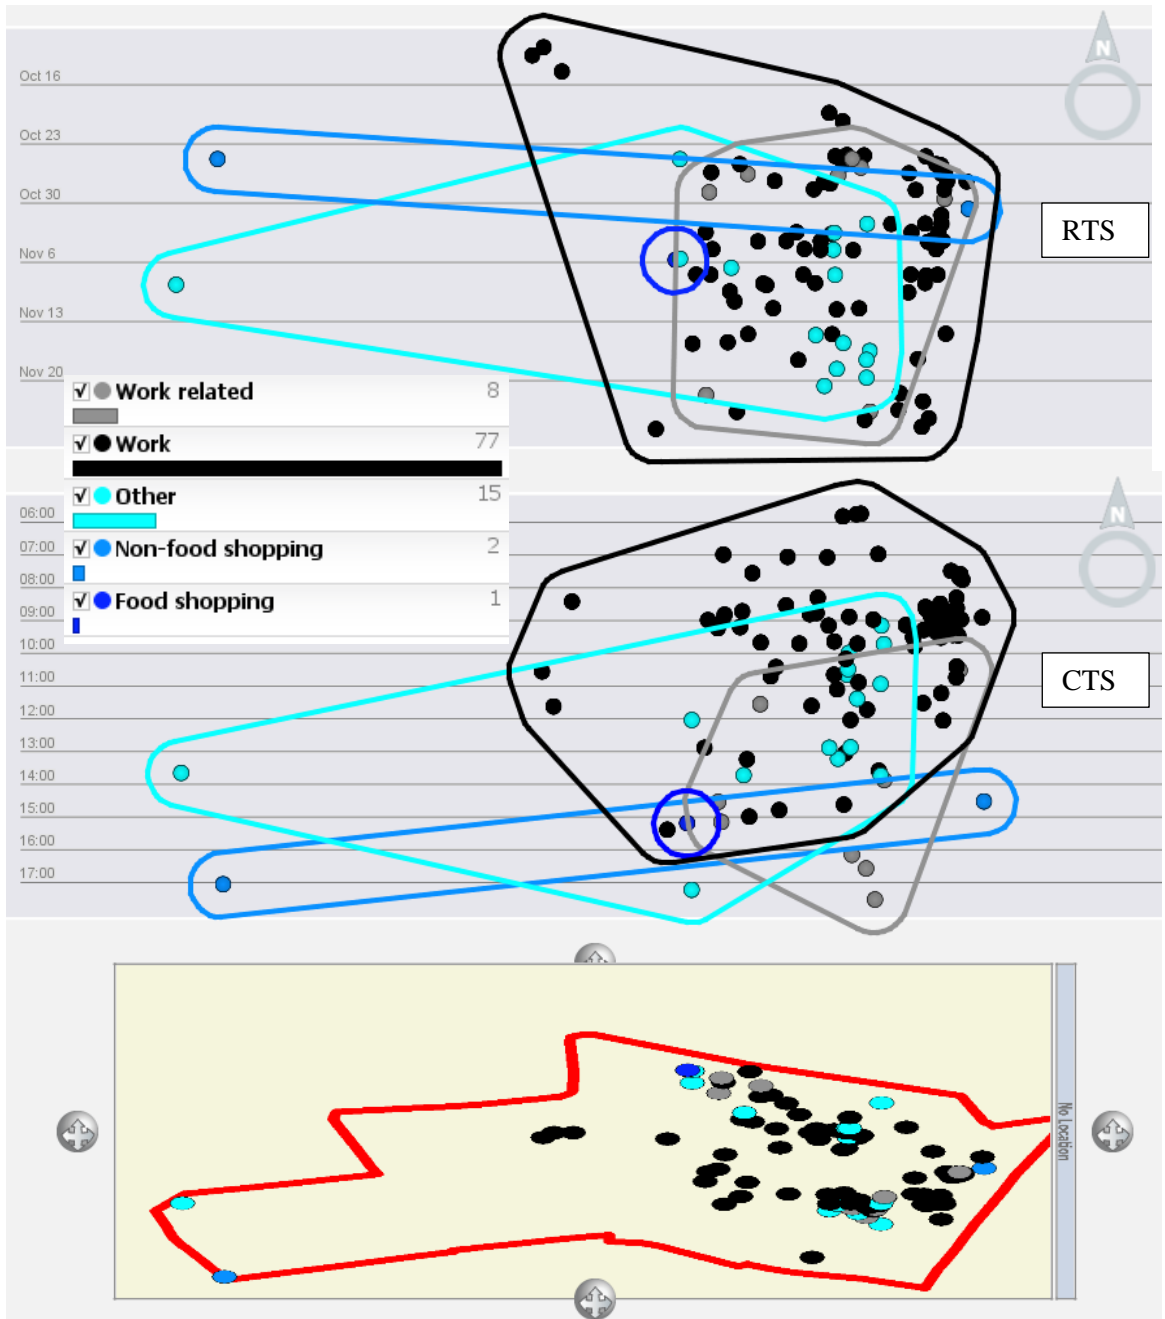 N
Oct 16
Oct 23
Oct 30
RTS
Nov 6
Nov 13
Nov 20
Work related 8
Work 77
Other 15
Non-food shopping 2
Food shopping 1
N
06:00
07:00
08:00
09:00
10:00
CTS
11:00
12:00
13:00
14:00
15:00
16:00
17:00
No Location